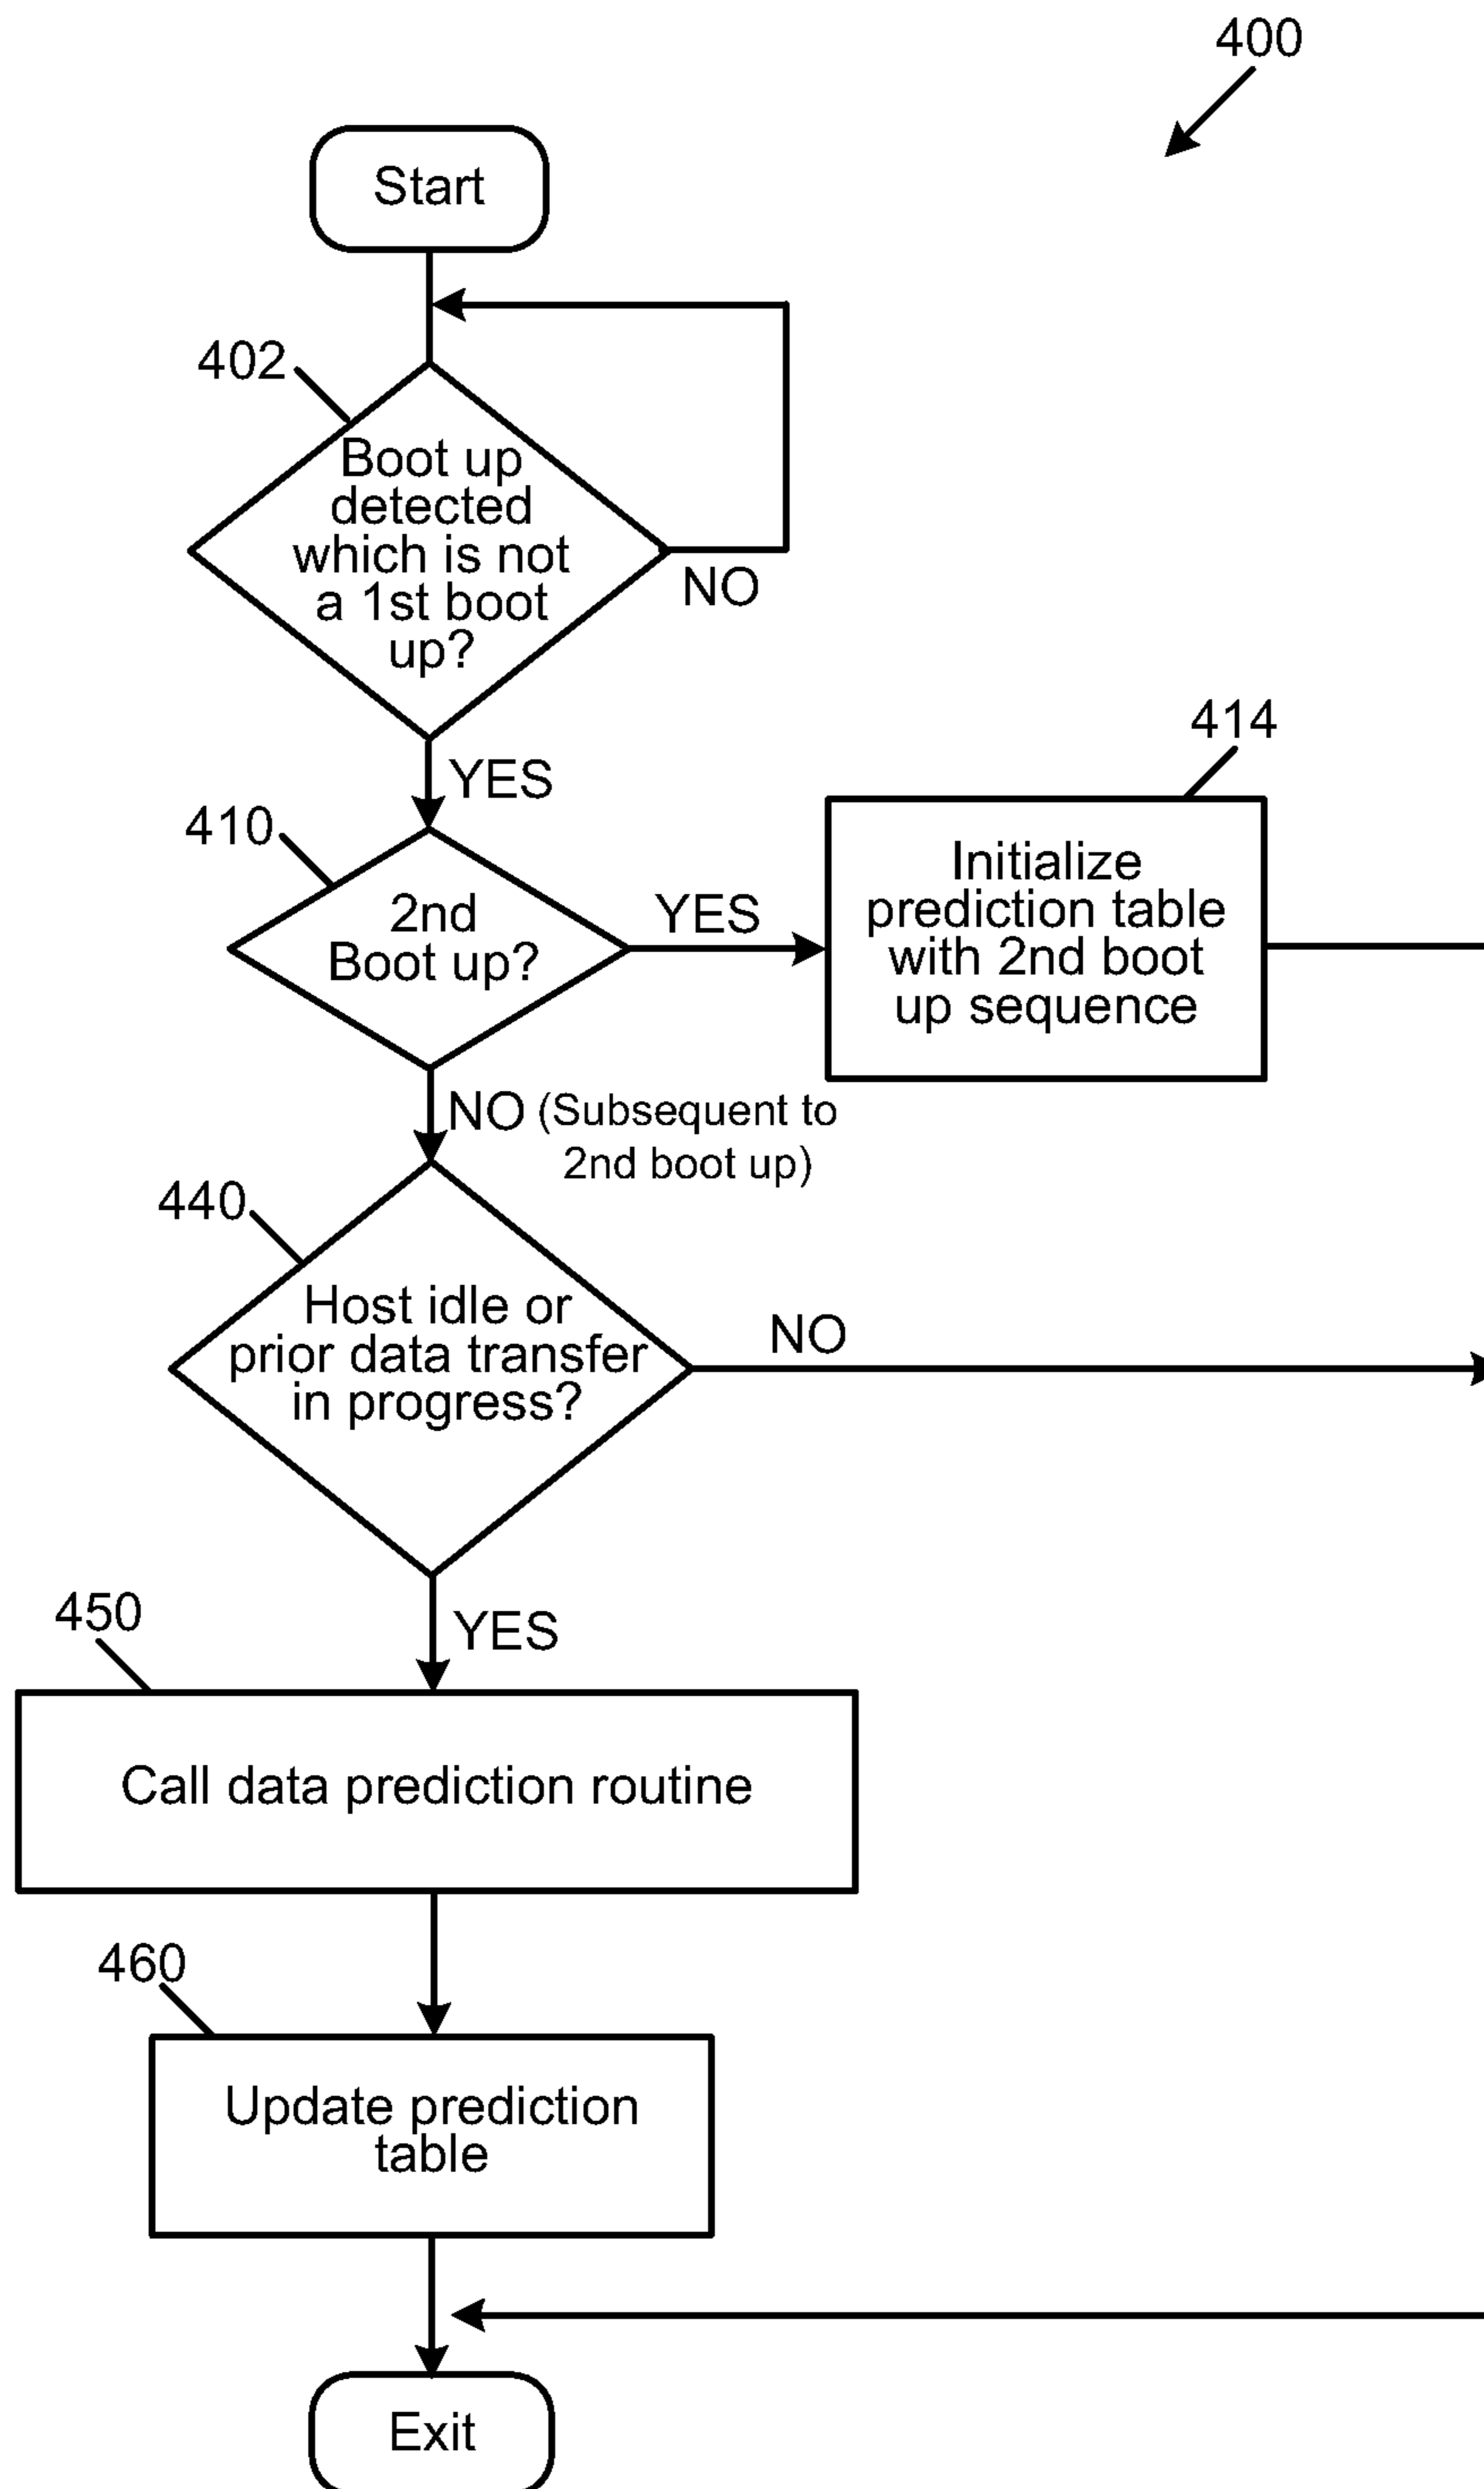 400
Start
402
Boot up
detected
which is not
a 1st boot
up?
NO
YES
414
410
2nd
Boot up?
YES
Initialize
prediction table
with 2nd boot
up sequence
NO (Subsequent to
2nd boot up)
440
Host idle or
prior data transfer
in progress?
NO
450
YES
Call data prediction routine
460
Update prediction
table
Exit